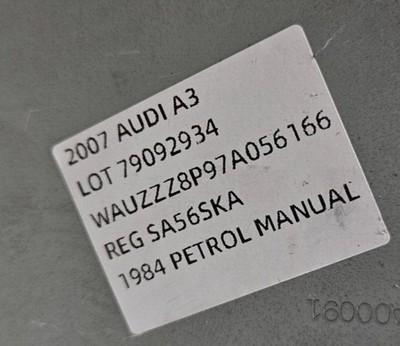 2007 AUDI A3
LOT 79092934
WAUZZZ8P97A056166
REG SA56SKA
1984 PETROL MANUAL